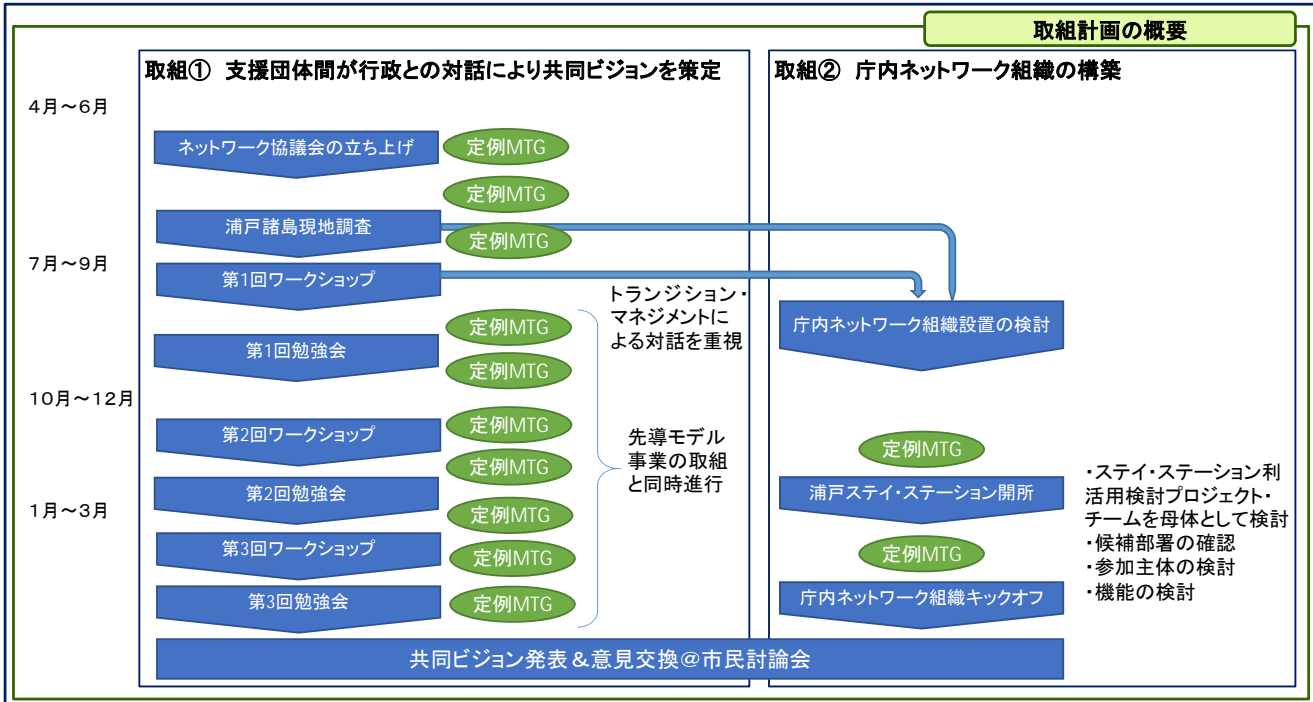 取組計画の概要
取組① 支援団体間が行政との対話により共同ビジョンを策定
4月～6月
ネットワーク協議会の立ち上げ
定例MTG
定例MTG
浦戸諸島現地調査
定例MTG
7月～9月
第1回ワークショップ
トランジション・
マネジメントに
よる対話を重視
定例MTG
第1回勉強会
定例MTG
10月～12月
定例MTG
第2回ワークショップ
先導モデル
事業の取組
と同時進行
定例MTG
第2回勉強会
1月～3月
定例MTG
第3回ワークショップ
定例MTG
第3回勉強会
定例MTG
取組② 庁内ネットワーク組織の構築
庁内ネットワーク組織設置の検討
定例MTG
浦戸ステイ・ステーション開所
定例MTG
庁内ネットワーク組織キックオフ
・ステイ・ステーション利
活用検討プロジェクト・
チームを母体として検討
・候補部署の確認
・参加主体の検討
・機能の検討
共同ビジョン発表＆意見交換＠市民討論会